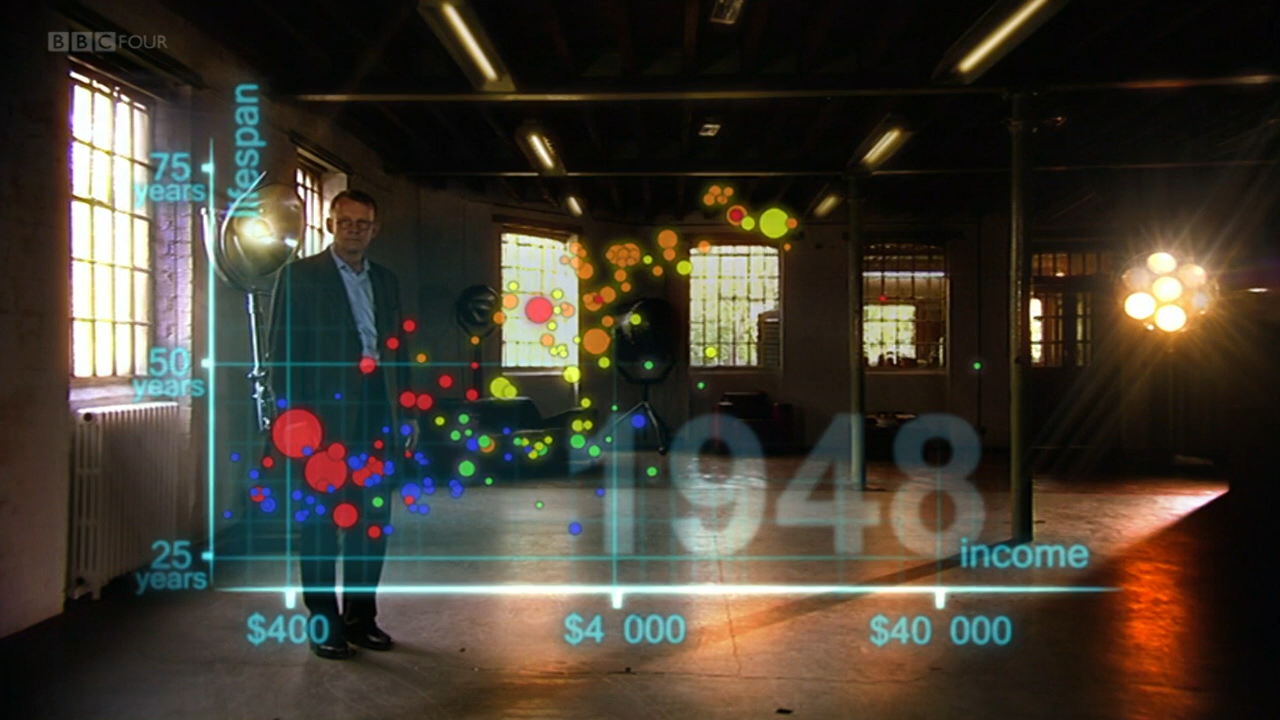 BBC FOUR
lifespan
75
years
50
years
25
years
1948
income
$400
$4 000
$40 000